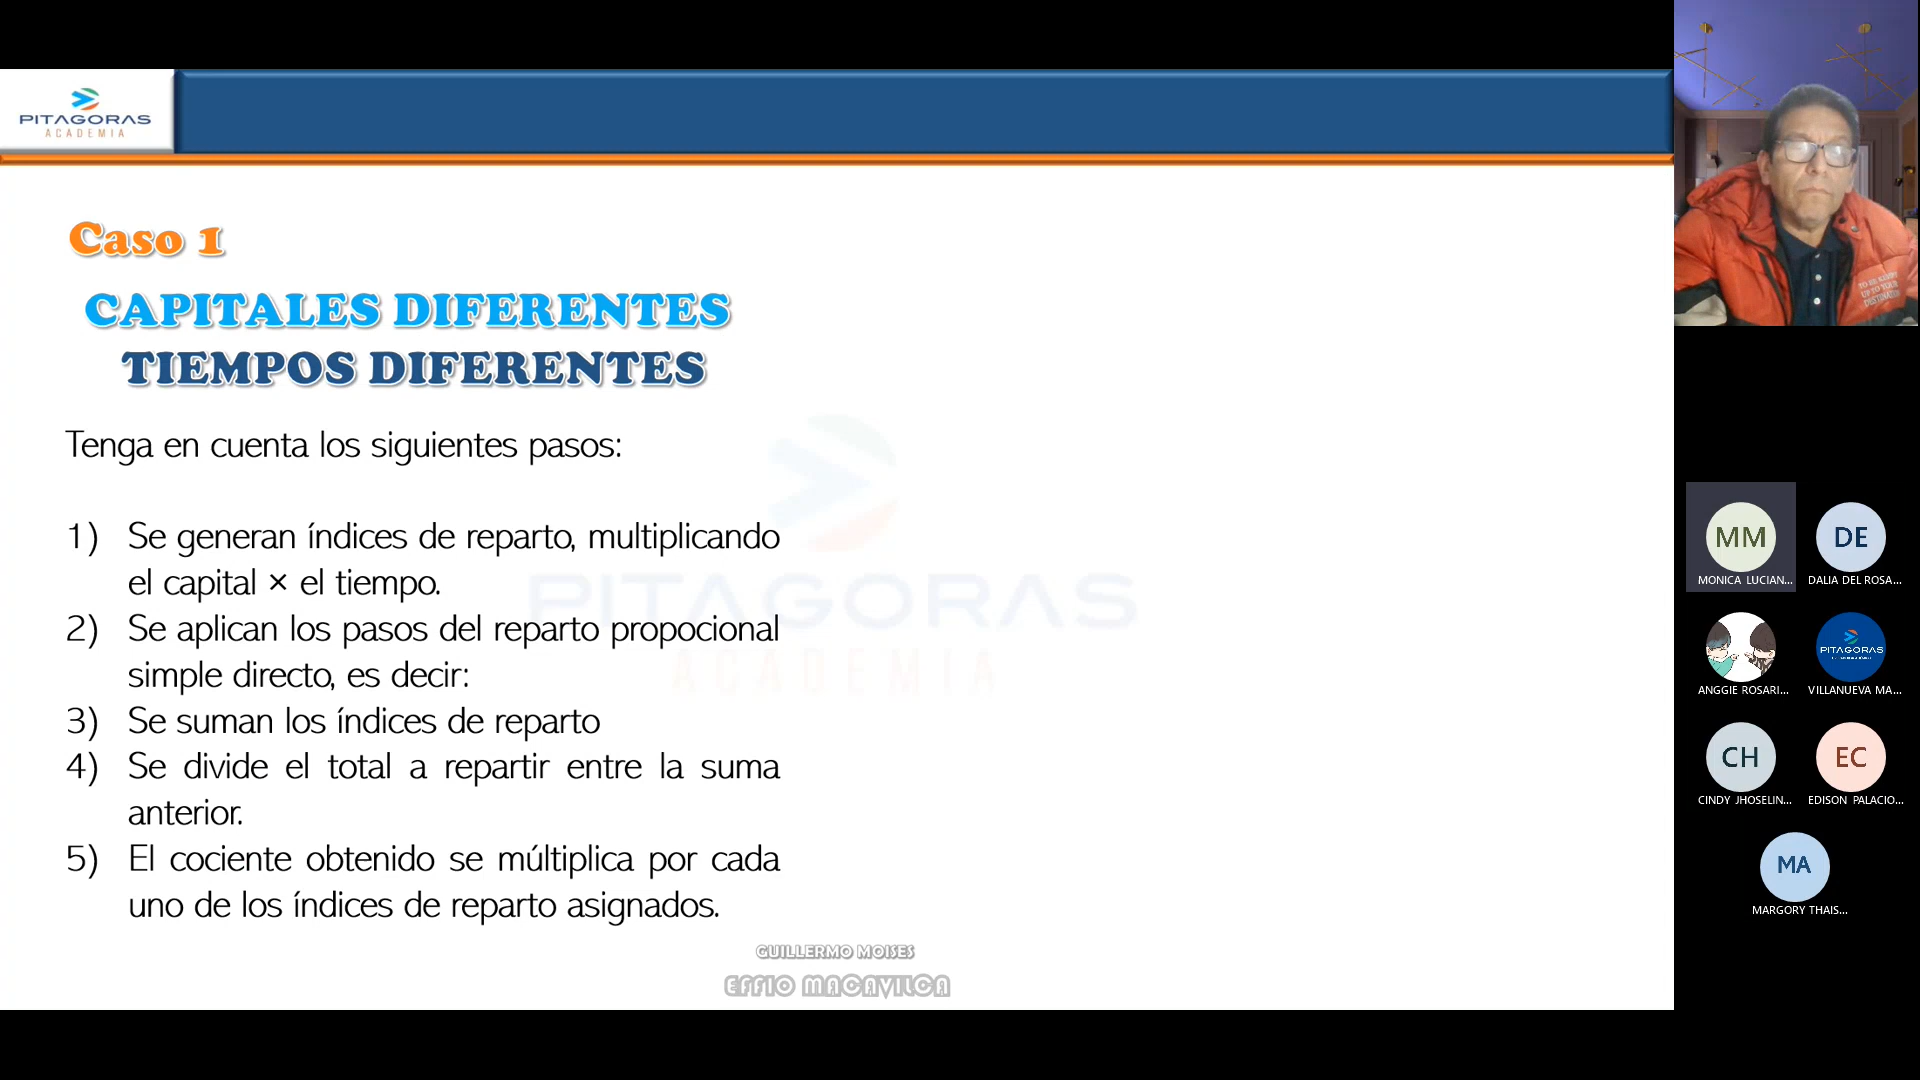 PITAGORAS
ACADEMIA
Caso 1
CAPITALES DIFERENTES
TIEMPOS DIFERENTES
Tenga en cuenta los siguientes pasos:
1) Se generan índices de reparto, multiplicando
el capital × el tiempo.
2) Se aplican los pasos del reparto propocional
simple directo, es decir:
3) Se suman los índices de reparto
4) Se divide el total a repartir entre la suma
anterior.
5) El cociente obtenido se múltiplica por cada
uno de los índices de reparto asignados.
PITAGORAS
ACADEMIA
GUILLERMO MOISES
EFFIO MACAVILCA
UP TO YOUR
MM
MONICA LUCIAN...
DE
DALIA DEL ROSA...
ANGGIE ROSARI...
PITAGORAS
VILLANUEVA MA...
CH
CINDY JHOSELIN...
EC
EDISON PALACIO...
MA
MARGORY THAIS...